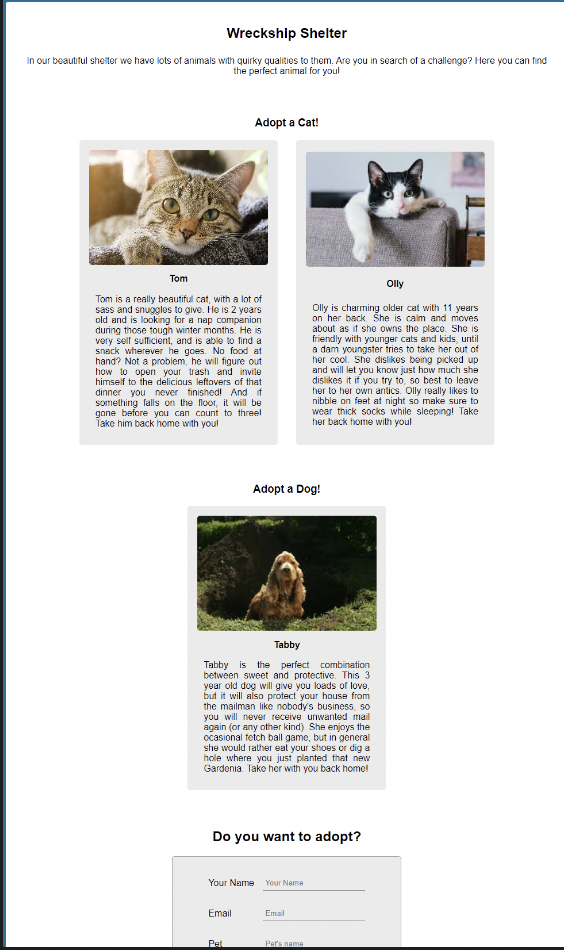 Wreckship Shelter
In our beautiful shelter we have lots of animals with quirky qualities to them. Are you in search of a challenge? Here you can find
the perfect animal for you!
Adopt a Cat!
Tom
Tom is a really beautiful cat, with a lot of
sass and snuggles to give. He is 2 years
old and is looking for a nap companion
during those tough winter months. He is
very self sufficient, and is able to find a
snack wherever he goes. No food at
hand? Not a problem, he will figure out
how to open your trash and invite
himself to the delicious leftovers of that
dinner you never finished! And if
something falls on the floor, it will be
gone before you can count to three!
Take him back home with you!
Olly
Olly is charming older cat with 11 years
on her back. She is calm and moves
about as if she owns the place. She is
friendly with younger cats and kids, until
a darn youngster tries to take her out of
her cool. She dislikes being picked up
and will let you know just how much she
dislikes it if you try to, so best to leave
her to her own antics. Olly really likes to
nibble on feet at night so make sure to
wear thick socks while sleeping! Take
her back home with you!
Adopt a Dog!
Tabby
Tabby is the perfect combination
between sweet and protective. This 3
year old dog will give you loads of love,
but it will also protect your house from
the mailman like nobody's business, so
you will never receive unwanted mail
again (or any other kind). She enjoys the
ocasional fetch ball game, but in general
she would rather eat your shoes or dig a
hole where you just planted that new
Gardenia. Take her with you back home!
Do you want to adopt?
Your Name Your Name
Email Email
Pet Pet's name